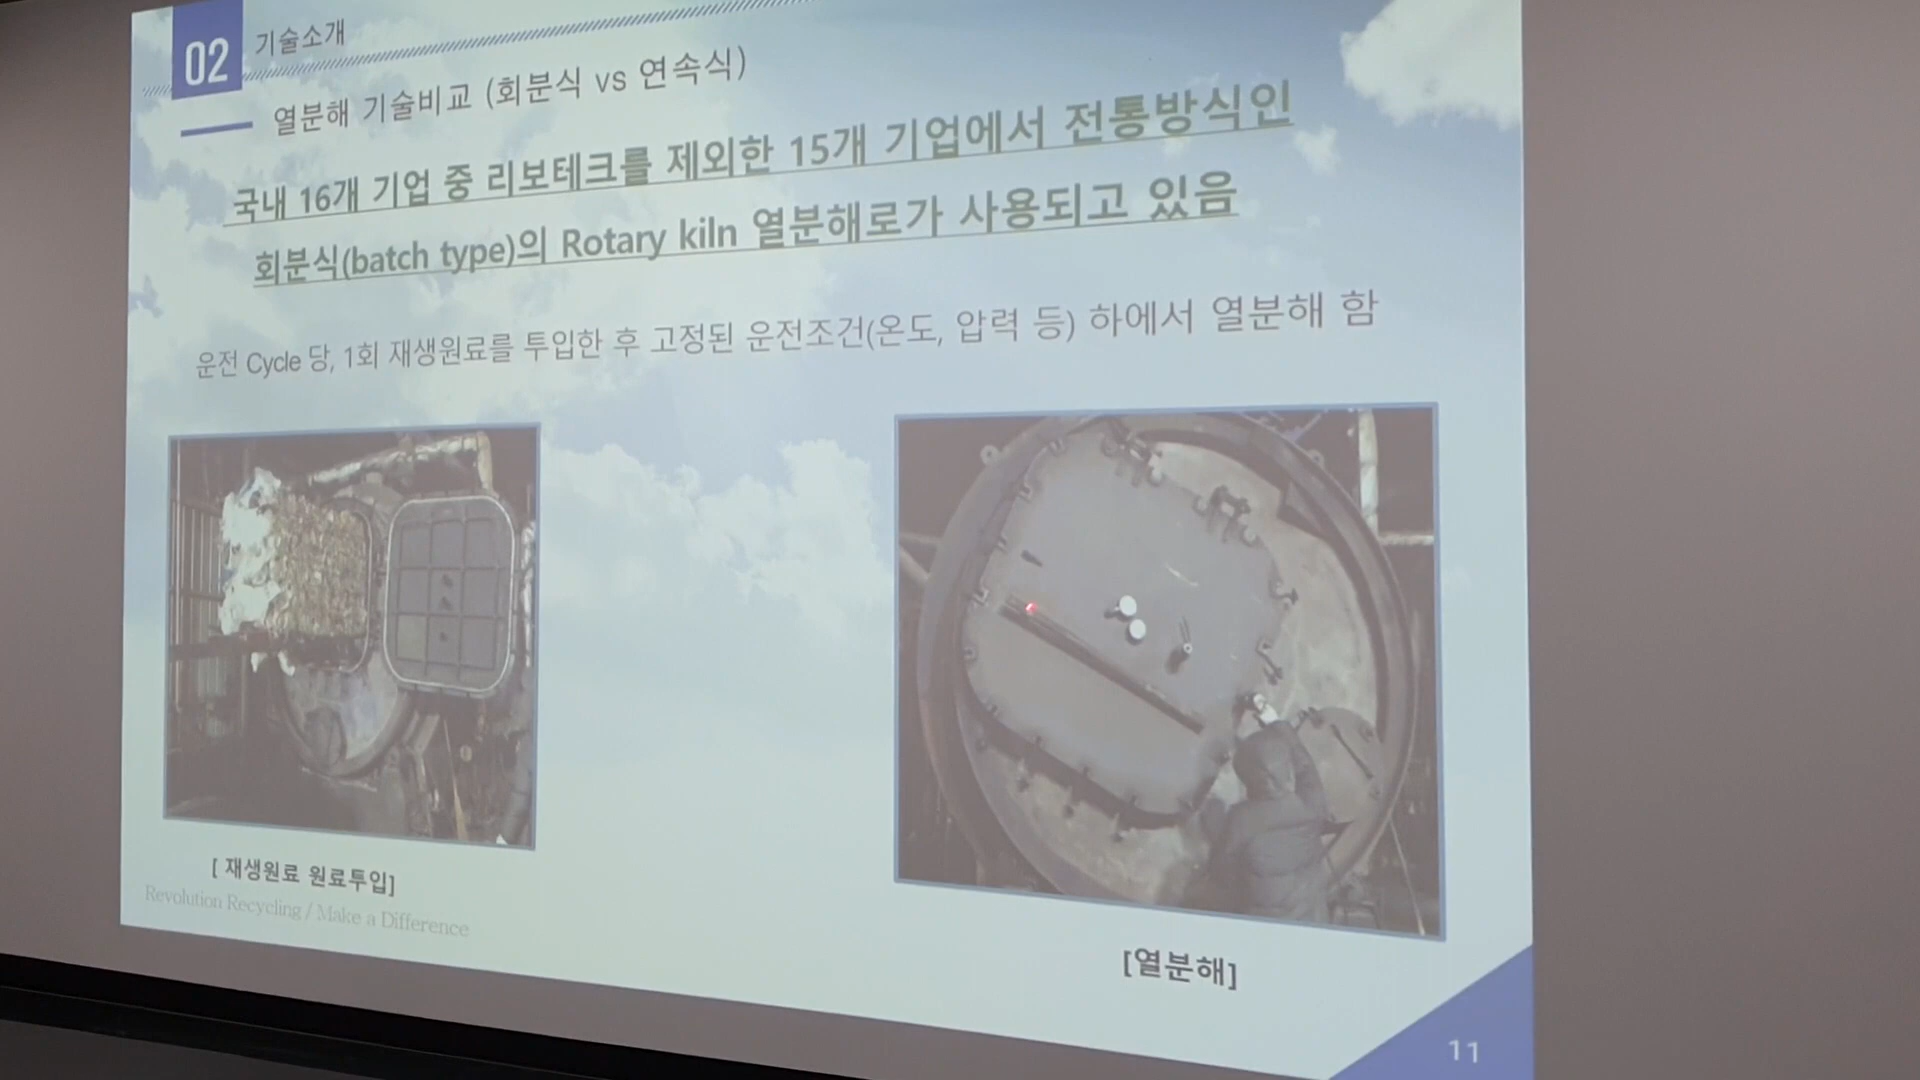 02
기술소개
열분해 기술비교 (회분식 vs 연속식)
국내 16개 기업 중 리보테크를 제외한 15개 기업에서 전통방식인
회분식(batch type)의 Rotary kiln 열분해로가 사용되고 있음
운전 Cycle 당, 1회 재생원료를 투입한 후 고정된 운전조건(온도, 압력 등) 하에서 열분해 함
[ 재생원료 원료투입]
[열분해]
Revolution Recycling / Make a Difference
11